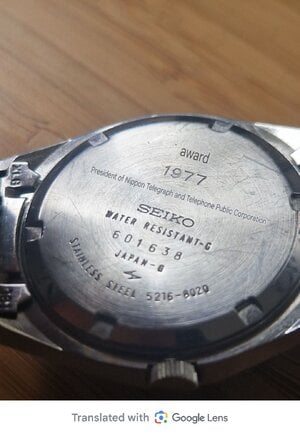 award
1977
President of Nippon Telegraph and Telephone Public Corporation
SEIKO
WATER RESISTANT-G
601638
JAPAN-G
STAINLESS STEEL 5216-8020
Translated with Google Lens